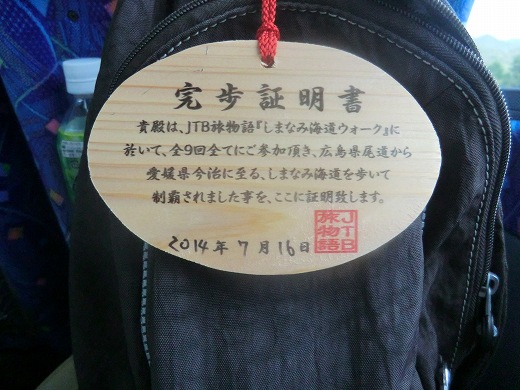 完歩証明書
貴殿は、JTB旅物語『しまなみ海道ウォーク』に
於いて、全9回全てにご参加頂き、広島県尾道から
愛媛県今治に至る、しまなみ海道を歩いて
制覇されました事を、ここに証明致します。
2014年7月16日
JTB
旅物語